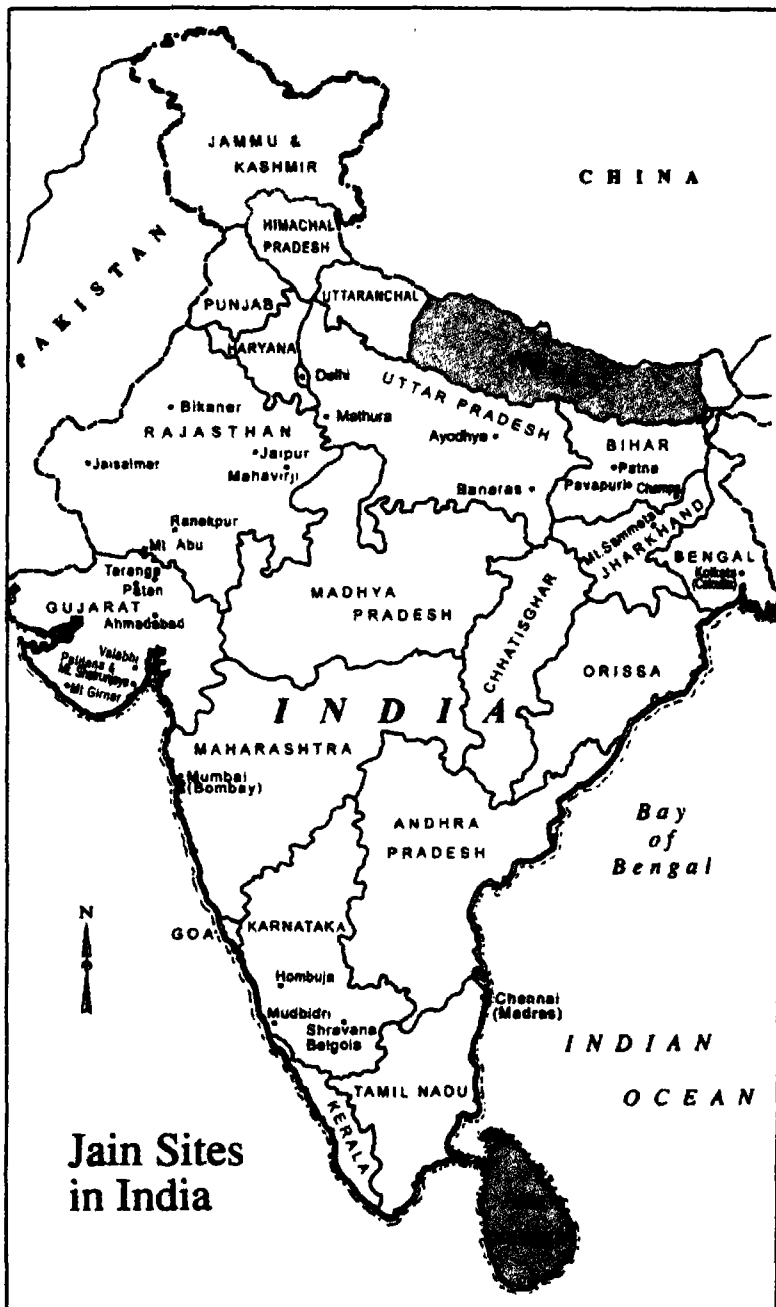 JAMMU &
KASHMIR
CHINA
HIMACHAL
PRADESH
PAKISTAN
PUNJAB
UTTARANCHAL
HARYANA
Delhi
UTTAR PRADESH
Bikaner
Mathura
RAJASTHAN
Ayodhya
BIHAR
Jaipur
Patna
Jaisalmer
Mahavirji
Banaras
Pavapuri
Champa
Ranakpur
Mt. Sammeta
JHARKHAND
Mt Abu
BENGAL
Taranga
Kolkata
(Calcutta)
Patan
MADHYA
PRADESH
GUJARAT
Ahmadabad
CHHATISGHAR
Valabhi
Palitana &
Mt. Shatrunjaya
Mt Girnar
ORISSA
INDIA
MAHARASHTRA
Mumbai
(Bombay)
ANDHRA
PRADESH
Bay
of
Bengal
N
GOA
KARNATAKA
Hombuja
Chennai
(Madras)
Mudbidri
Shravana
Belgola
INDIAN
OCEAN
TAMIL NADU
KERALA
Jain Sites
in India